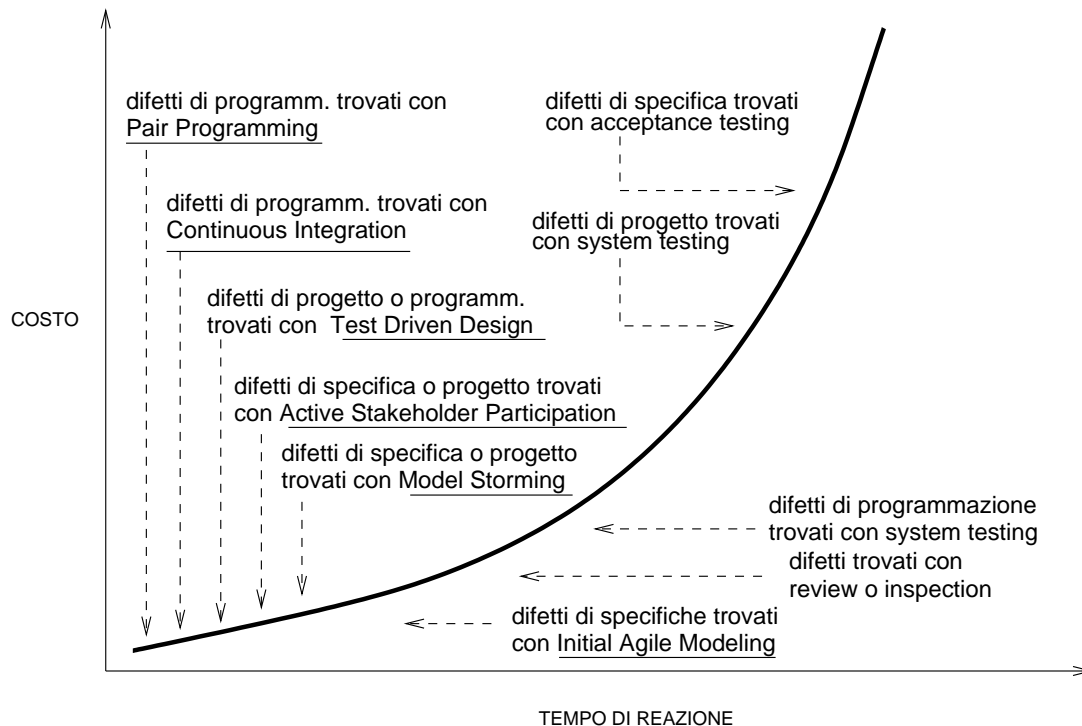 difetti di programm. trovati con
Pair Programming
difetti di specifica trovati
con acceptance testing
difetti di programm. trovati con
Continuous Integration
difetti di progetto trovati
con system testing
difetti di progetto o programm.
trovati con Test Driven Design
COSTO
difetti di specifica o progetto trovati
con Active Stakeholder Participation
difetti di specifica o progetto
trovati con Model Storming
difetti di programmazione
trovati con system testing
difetti trovati con
review o inspection
difetti di specifiche trovati
con Initial Agile Modeling
TEMPO DI REAZIONE